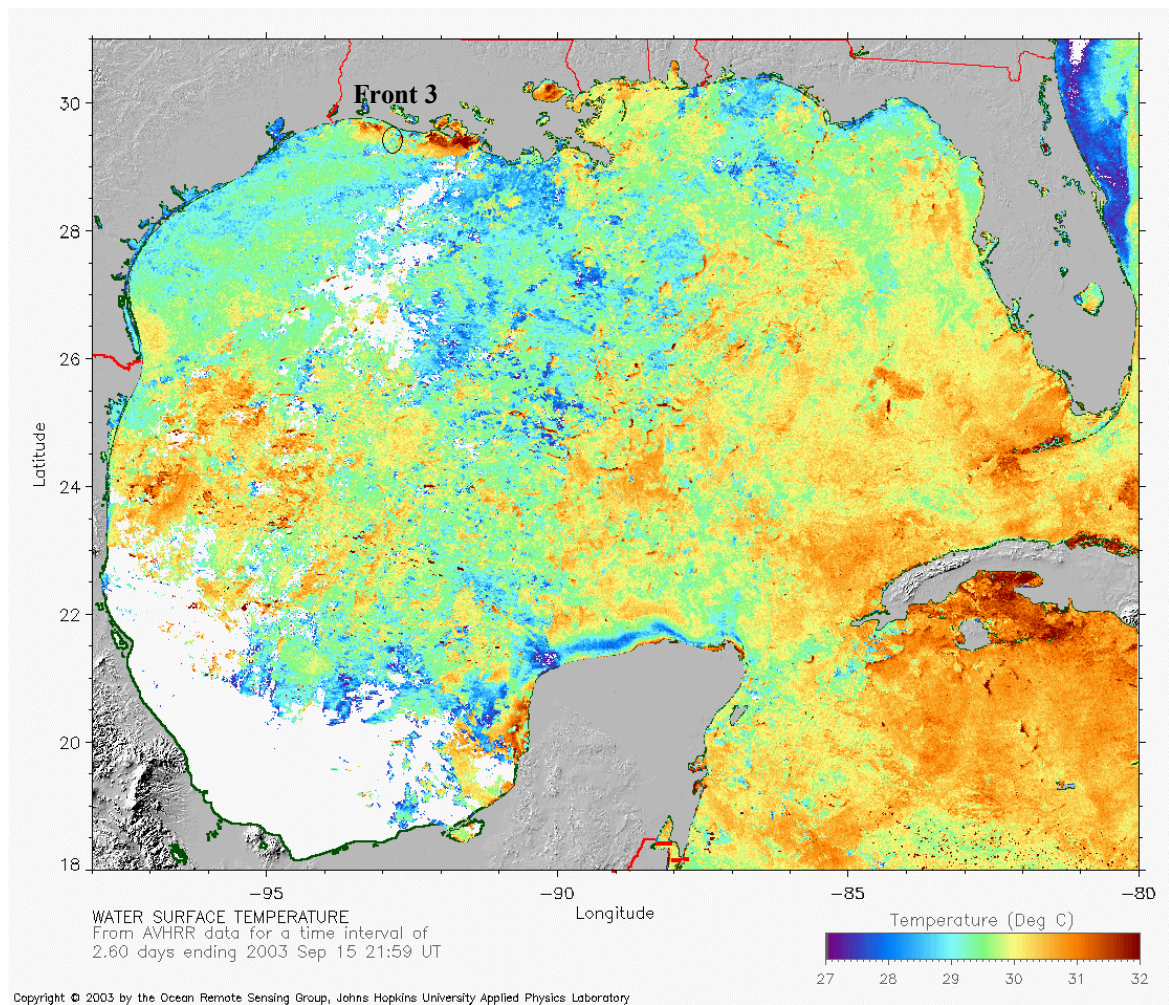 Front 3
30
28
26
24
22
20
18
Latitude
-95
-90
-85
-80
Longitude
WATER SURFACE TEMPERATURE
From AVHRR data for a time interval of
2.60 days ending 2003 Sep 15 21:59 UT
Temperature (Deg C)
27 28 29 30 31 32
Copyright © 2003 by the Ocean Remote Sensing Group, Johns Hopkins University Applied Physics Laboratory